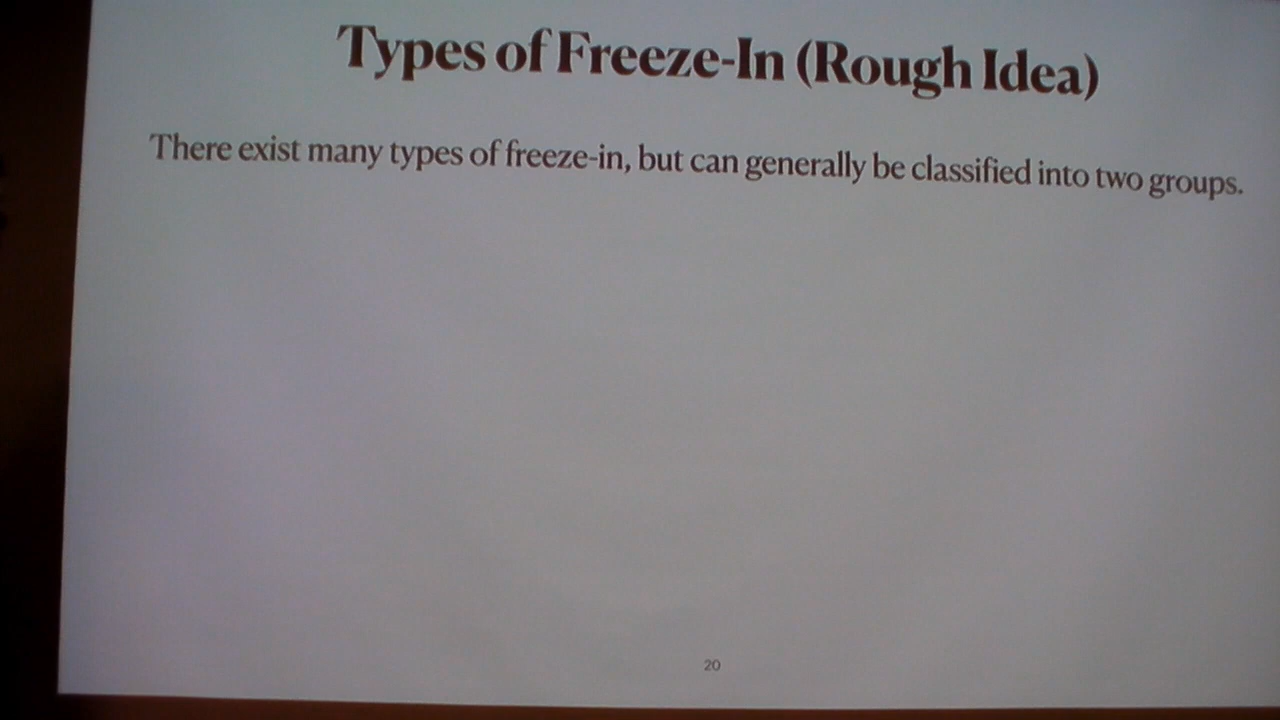 Types of Freeze-In (Rough Idea)
There exist many types of freeze-in, but can generally be classified into two groups.
20